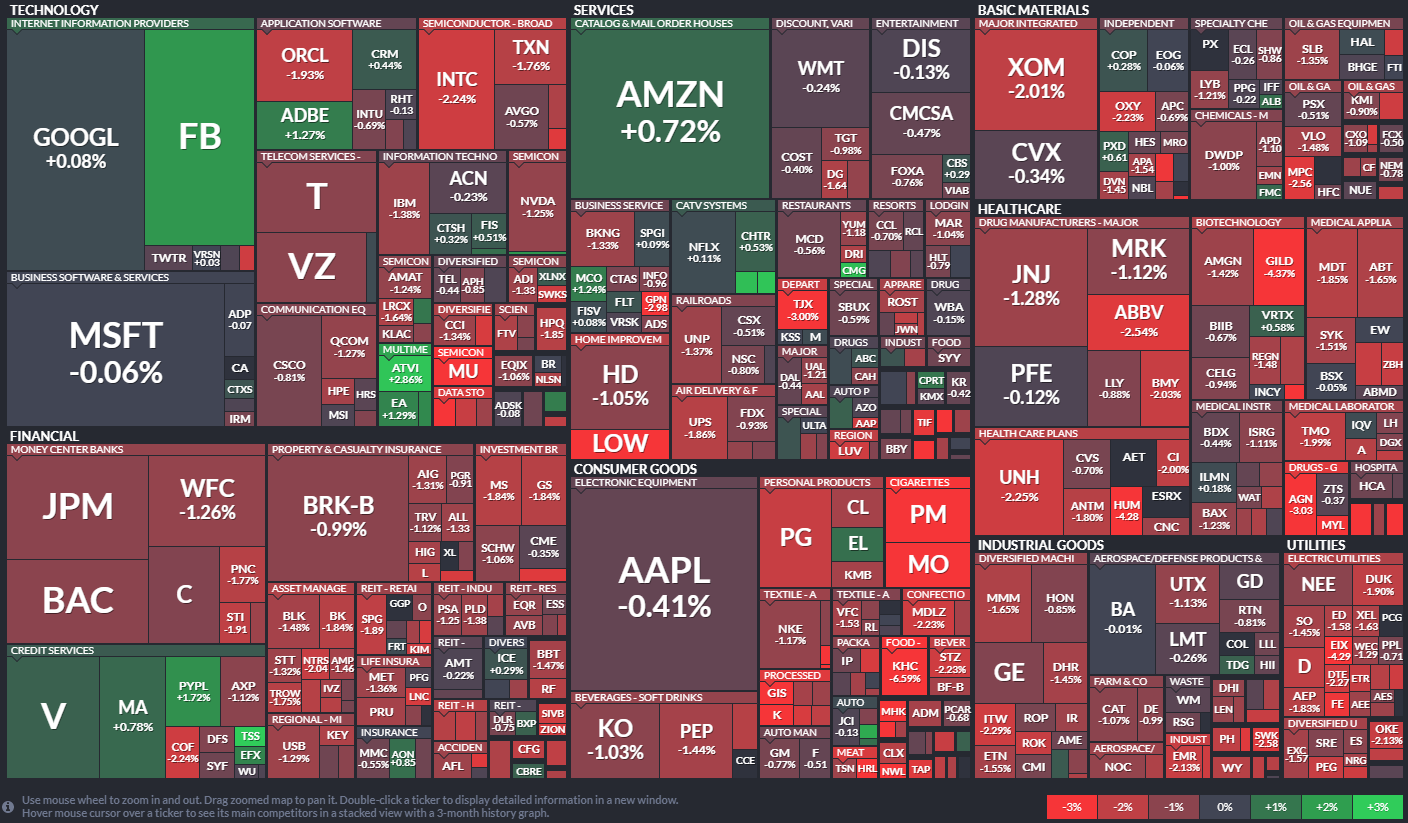 TECHNOLOGY
INTERNET INFORMATION PROVIDERS
GOOGL
+0.08%
FB
TWTR
VRSN
+0.03
APPLICATION SOFTWARE
ORCL
-1.93%
CRM
+0.44%
ADBE
+1.27%
INTU
-0.69%
RHT
-0.13
SEMICONDUCTOR - BROAD
INTC
-2.24%
TXN
-1.76%
AVGO
-0.57%
BUSINESS SOFTWARE & SERVICES
MSFT
-0.06%
ADP
-0.07
CA
CTXS
IRM
TELECOM SERVICES -
T
VZ
INFORMATION TECHNO
IBM
-1.38%
ACN
-0.23%
CTSH
+0.32%
FIS
+0.51%
SEMICON
NVDA
-1.25%
COMMUNICATION EQ
CSCO
-0.81%
QCOM
-1.27%
HPE
HRS
MSI
SEMICON
AMAT
-1.24%
LRCX
-1.64%
KLAC
DIVERSIFIED
TEL
-0.44
APH
-0.85
SEMICON
ADI
-1.33
XLNX
SWKS
MULTIME
ATVI
+2.86%
EA
+1.29%
DIVERSIFIE
CCI
-1.34%
SCIEN
FTV
HPQ
-1.85
SEMICON
MU
DATA STO
EQIX
-1.06%
BR
NLSN
ADSK
-0.08
SERVICES
CATALOG & MAIL ORDER HOUSES
AMZN
+0.72%
DISCOUNT, VARI
WMT
-0.24%
COST
-0.40%
TGT
-0.98%
DG
-1.64
ENTERTAINMENT
DIS
-0.13%
CMCSA
-0.47%
FOXA
-0.76%
CBS
+0.29
VIAB
BUSINESS SERVICE
BKNG
-1.33%
SPGI
+0.09%
MCO
+1.24%
CTAS
INFO
-0.96
FLT
GPN
-2.98
FISV
+0.08%
VRSK
ADS
CATV SYSTEMS
NFLX
+0.11%
CHTR
+0.53%
RESTAURANTS
MCD
-0.56%
YUM
-1.18
DRI
CMG
RESORTS
CCL
-0.70%
RCL
LODGIN
MAR
-1.04%
HLT
-0.79
HOME IMPROVEM
HD
-1.05%
LOW
RAILROADS
UNP
-1.37%
CSX
-0.51%
NSC
-0.80%
AIR DELIVERY & F
UPS
-1.86%
FDX
-0.93%
DEPART
TJX
-3.00%
KSS
M
SPECIAL
SBUX
-0.59%
APPARE
ROST
JWN
DRUG
WBA
-0.15%
MAJOR
DAL
-0.44
UAL
-1.21
AAL
DRUGS
ABC
CAH
INDUST
FOOD
SYY
SPECIAL
ULTA
AUTO P
AZO
AAP
CPRT
KMX
KR
-0.42
REGION
LUV
TIF
BBY
BASIC MATERIALS
MAJOR INTEGRATED
XOM
-2.01%
CVX
-0.34%
INDEPENDENT
COP
+0.28%
EOG
-0.06%
OXY
-2.23%
APC
-0.69%
PXD
+0.61
HES
MRO
APA
-1.54
DVN
-1.45
NBL
SPECIALTY CHE
PX
ECL
-0.26
SHW
-0.86
LYB
-1.21%
PPG
-0.22
IFF
ALB
CHEMICALS - M
DWDP
-1.00%
APD
-1.10
EMN
FMC
OIL & GAS EQUIPMEN
SLB
-1.35%
HAL
BHGE
FTI
OIL & GA
PSX
-0.51%
VLO
-1.48%
MPC
-2.56
HFC
OIL & GAS
KMI
-0.90%
CXO
-1.09
FCX
-0.50
CF
NEM
-0.78
NUE
HEALTHCARE
DRUG MANUFACTURERS - MAJOR
JNJ
-1.28%
MRK
-1.12%
ABBV
-2.54%
PFE
-0.12%
LLY
-0.88%
BMY
-2.03%
BIOTECHNOLOGY
AMGN
-1.42%
GILD
-4.37%
BIIB
-0.67%
VRTX
+0.58%
CELG
-0.94%
REGN
-1.48
INCY
MEDICAL APPLIA
MDT
-1.85%
ABT
-1.65%
SYK
-1.51%
EW
BSX
-0.05%
ZBH
ABMD
HEALTH CARE PLANS
UNH
-2.25%
CVS
-0.70%
AET
CI
-2.00%
ANTM
-1.80%
HUM
-4.28
ESRX
CNC
MEDICAL INSTR
BDX
-0.44%
ISRG
-1.11%
ILMN
+0.18%
WAT
BAX
-1.23%
MEDICAL LABORATOR
TMO
-1.99%
IQV
LH
A
DGX
DRUGS - G
AGN
-3.03
ZTS
-0.37
MYL
HOSPITA
HCA
FINANCIAL
MONEY CENTER BANKS
JPM
WFC
-1.26%
BAC
C
PNC
-1.77%
STI
-1.91
PROPERTY & CASUALTY INSURANCE
BRK-B
-0.99%
AIG
-1.31%
PGR
-0.91
TRV
-1.12%
ALL
-1.33
HIG
XL
L
INVESTMENT BR
MS
-1.84%
GS
-1.84%
SCHW
-1.06%
CME
-0.35%
CREDIT SERVICES
V
MA
+0.78%
PYPL
+1.72%
AXP
-1.12%
COF
-2.24%
DFS
SYF
TSS
EFX
WU
ASSET MANAGE
BLK
-1.48%
BK
-1.84%
STT
-1.32%
NTRS
-2.04
AMP
-1.46
TROW
-1.75%
IVZ
REGIONAL - MI
USB
-1.29%
KEY
REIT - RETAI
SPG
-1.89
GGP
O
FRT
KIM
LIFE INSURA
MET
-1.36%
PFG
LNC
PRU
INSURANCE
MMC
-0.55%
AON
+0.85
REIT - INDU
PSA
-1.25
PLD
-1.38
REIT - RES
EQR
ESS
AVB
REIT -
AMT
-0.22%
DIVERS
ICE
+0.29%
BBT
-1.47%
RF
REIT - H
REIT -
DLR
-0.75
BXP
SIVB
ZION
ACCIDEN
AFL
CFG
CBRE
CONSUMER GOODS
ELECTRONIC EQUIPMENT
AAPL
-0.41%
BEVERAGES - SOFT DRINKS
KO
-1.03%
PEP
-1.44%
CCE
PERSONAL PRODUCTS
PG
CL
EL
KMB
CIGARETTES
PM
MO
TEXTILE - A
NKE
-1.17%
TEXTILE - A
VFC
-1.53
RL
CONFECTIO
MDLZ
-2.23%
PACKA
IP
FOOD -
KHC
-6.59%
BEVER
STZ
-2.23%
BF-B
PROCESSED
GIS
K
AUTO
JCI
-0.13
MHK
ADM
PCAR
-0.68
AUTO MAN
GM
-0.77%
F
-0.51
MEAT
TSN
HRL
CLX
NWL
TAP
INDUSTRIAL GOODS
DIVERSIFIED MACHI
MMM
-1.65%
HON
-0.85%
GE
DHR
-1.45%
ITW
-2.29%
ROP
IR
ROK
AME
ETN
-1.55%
CMI
AEROSPACE/DEFENSE PRODUCTS &
BA
-0.01%
UTX
-1.13%
GD
RTN
-0.81%
LMT
-0.26%
COL
LLL
TDG
HII
FARM & CO
CAT
-1.07%
DE
-0.99
AEROSPACE/
NOC
WASTE
WM
RSG
DHI
LEN
INDUST
EMR
-2.13%
PH
SWK
-2.58
WY
UTILITIES
ELECTRIC UTILITIES
NEE
DUK
-1.90%
SO
-1.45%
ED
-1.58
XEL
-1.63
PCG
D
EIX
-4.29
WEC
-1.29
PPL
-0.71
DTE
-2.27
ETR
AEP
-1.83%
FE
AEE
AES
DIVERSIFIED U
EXC
-1.57
SRE
ES
OKE
-2.13%
PEG
NRG
Use mouse wheel to zoom in and out. Drag zoomed map to pan it. Double-click a ticker to display detailed information in a new window.
Hover mouse cursor over a ticker to see its main competitors in a stacked view with a 3-month history graph.
-3%
-2%
-1%
0%
+1%
+2%
+3%